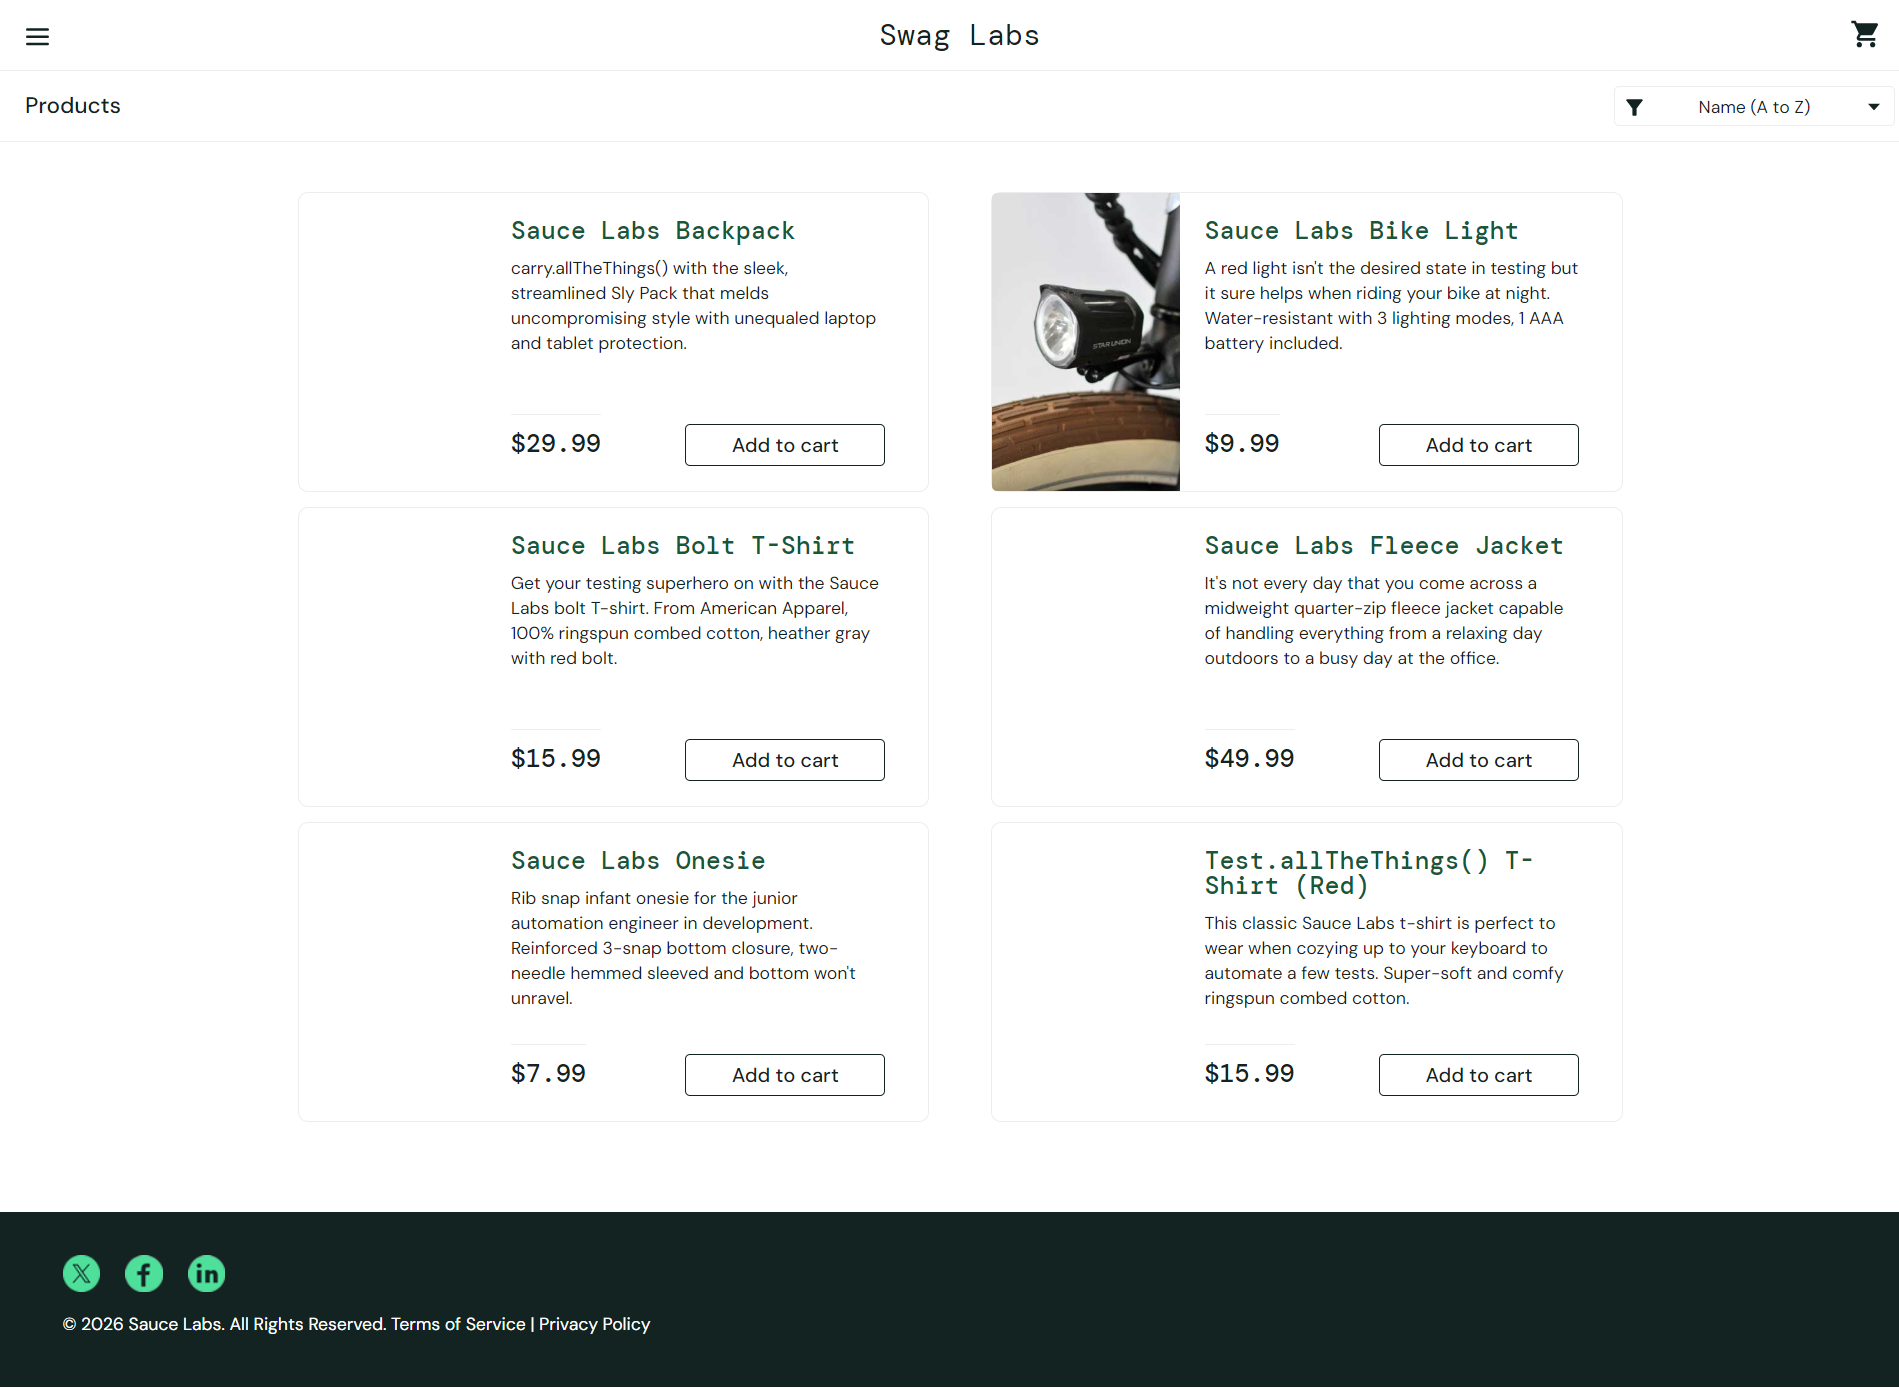 Swag Labs
Products
Name (A to Z)
Sauce Labs Backpack
carry.allTheThings() with the sleek,
streamlined Sly Pack that melds
uncompromising style with unequaled laptop
and tablet protection.
$29.99
Add to cart
STAR UNION
Sauce Labs Bike Light
A red light isn't the desired state in testing but
it sure helps when riding your bike at night.
Water-resistant with 3 lighting modes, 1 AAA
battery included.
$9.99
Add to cart
Sauce Labs Bolt T-Shirt
Get your testing superhero on with the Sauce
Labs bolt T-shirt. From American Apparel,
100% ringspun combed cotton, heather gray
with red bolt.
$15.99
Add to cart
Sauce Labs Fleece Jacket
It's not every day that you come across a
midweight quarter-zip fleece jacket capable
of handling everything from a relaxing day
outdoors to a busy day at the office.
$49.99
Add to cart
Sauce Labs Onesie
Rib snap infant onesie for the junior
automation engineer in development.
Reinforced 3-snap bottom closure, two-
needle hemmed sleeved and bottom won't
unravel.
$7.99
Add to cart
Test.allTheThings() T-
Shirt (Red)
This classic Sauce Labs t-shirt is perfect to
wear when cozying up to your keyboard to
automate a few tests. Super-soft and comfy
ringspun combed cotton.
$15.99
Add to cart
© 2026 Sauce Labs. All Rights Reserved. Terms of Service | Privacy Policy